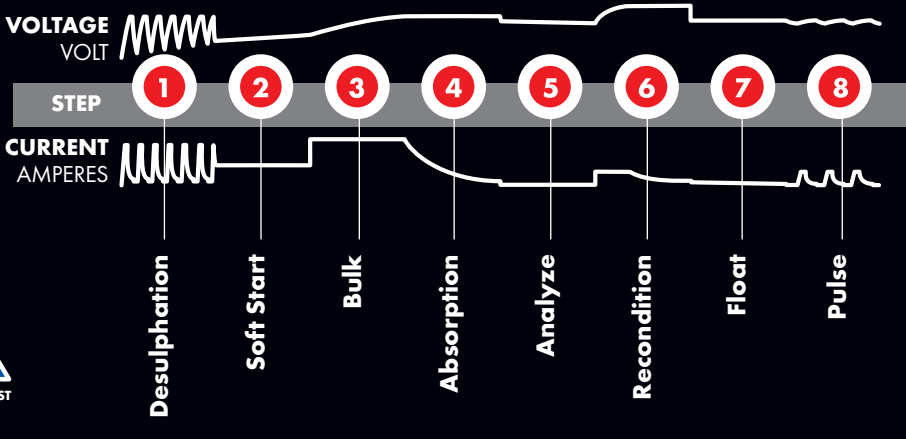 VOLTAGE
VOLT
STEP
1 2 3 4 5 6 7 8
CURRENT
AMPERES
Desulphation
Soft Start
Bulk
Absorption
Analyze
Recondition
Float
Pulse